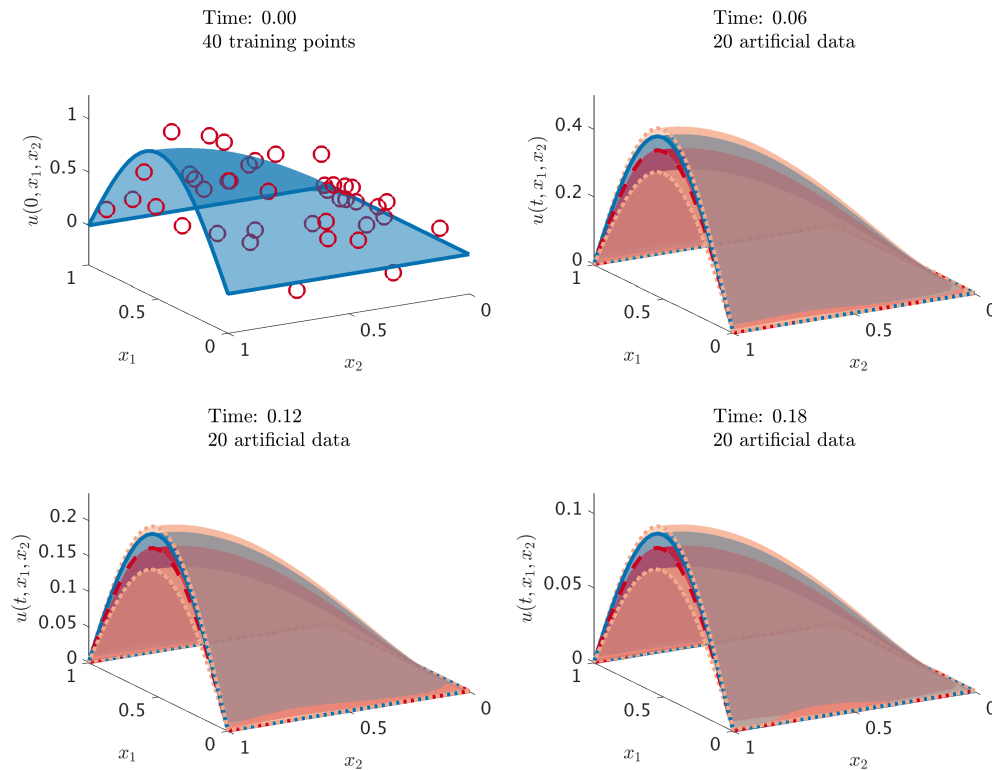 Time: 0.00
40 training points
1
0.5
0
u(0, x₁, x₂)
1
0.5
0
x₁
1
0.5
0
x₂
Time: 0.06
20 artificial data
0.4
0.2
0
u(t, x₁, x₂)
1
0.5
0
x₁
1
0.5
0
x₂
Time: 0.12
20 artificial data
0.2
0.15
0.1
0.05
0
u(t, x₁, x₂)
1
0.5
0
x₁
1
0.5
0
x₂
Time: 0.18
20 artificial data
0.1
0.05
0
u(t, x₁, x₂)
1
0.5
0
x₁
1
0.5
0
x₂